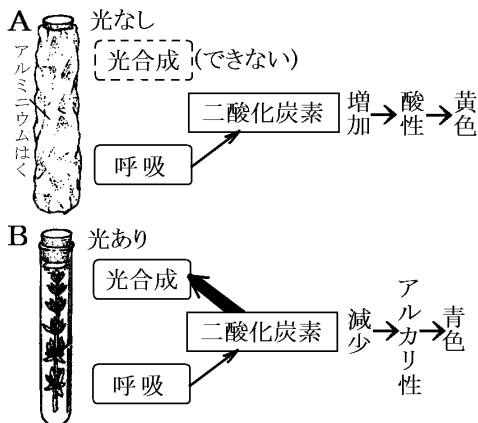 A
光なし
アルミニウムはく
光合成(できない)
二酸化炭素 増加→酸性→黄色
呼吸
B
光あり
光合成
二酸化炭素 減少→アルカリ性→青色
呼吸